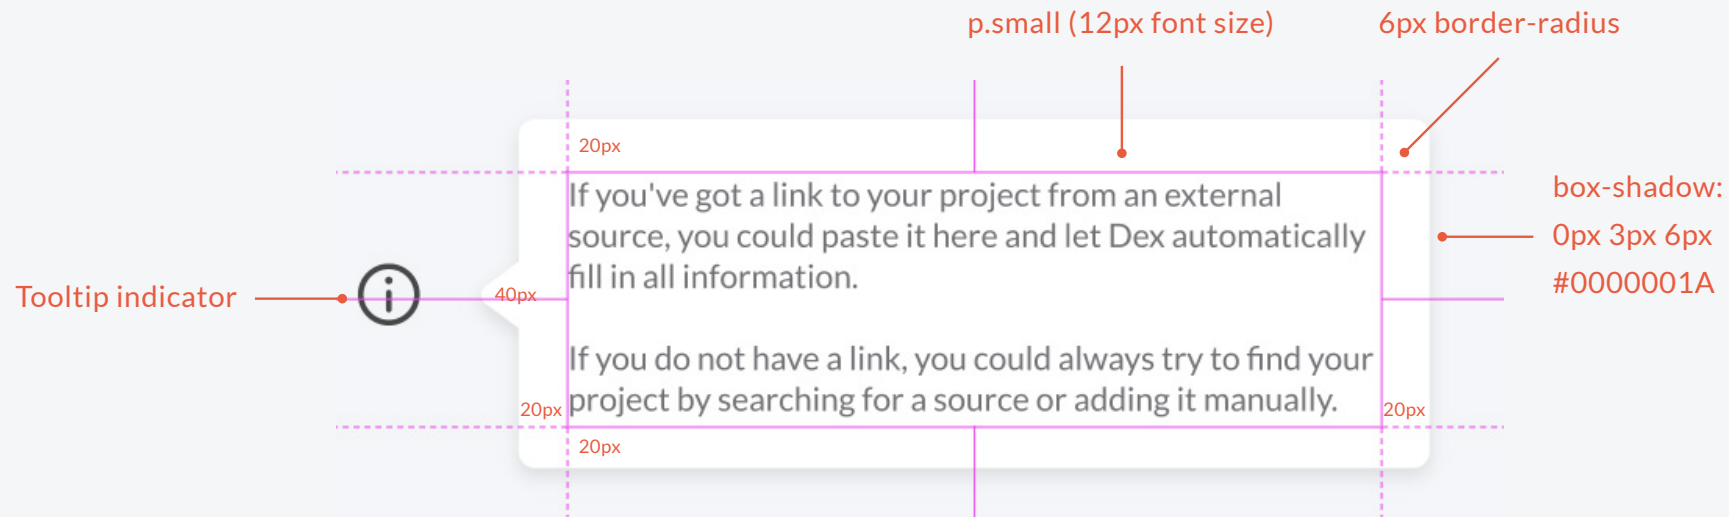 p.small (12px font size)
6px border-radius
20px
If you've got a link to your project from an external
source, you could paste it here and let Dex automatically
fill in all information.
box-shadow:
0px 3px 6px
#0000001A
Tooltip indicator
40px
If you do not have a link, you could always try to find your
project by searching for a source or adding it manually.
20px
20px
20px